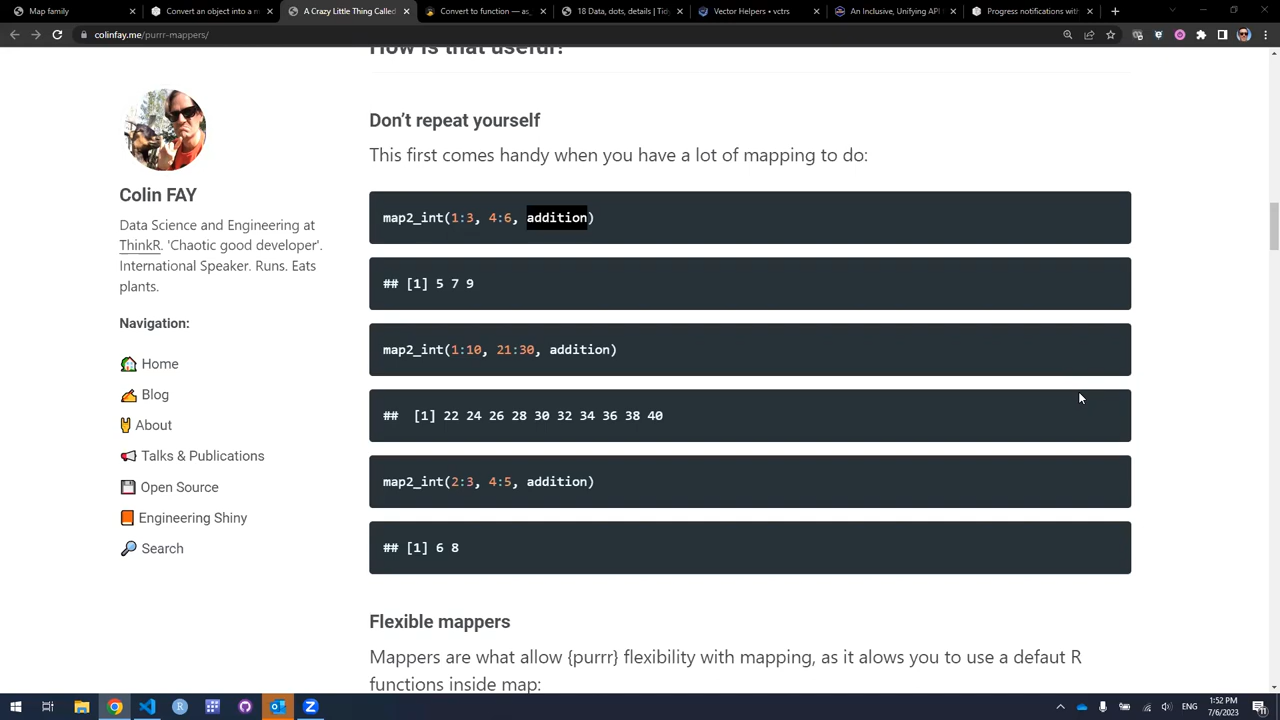 Map family
Convert an object into a m
A Crazy Little Thing Called
Convert to function — as_
18 Data, dots, details | Tid
Vector Helpers • vctrs
An Inclusive, Unifying API f
Progress notifications with
colinfay.me/purrr-mappers/
How is that useful?
Don’t repeat yourself
This first comes handy when you have a lot of mapping to do:
map2_int(1:3, 4:6, addition)
## [1] 5 7 9
map2_int(1:10, 21:30, addition)
##  [1] 22 24 26 28 30 32 34 36 38 40
map2_int(2:3, 4:5, addition)
## [1] 6 8
Flexible mappers
Mappers are what allow {purrr} flexibility with mapping, as it alows you to use a defaut R
functions inside map:
Colin FAY
Data Science and Engineering at
ThinkR. 'Chaotic good developer'.
International Speaker. Runs. Eats
plants.
Navigation:
Home
Blog
About
Talks & Publications
Open Source
Engineering Shiny
Search
ENG
1:52 PM
7/6/2023